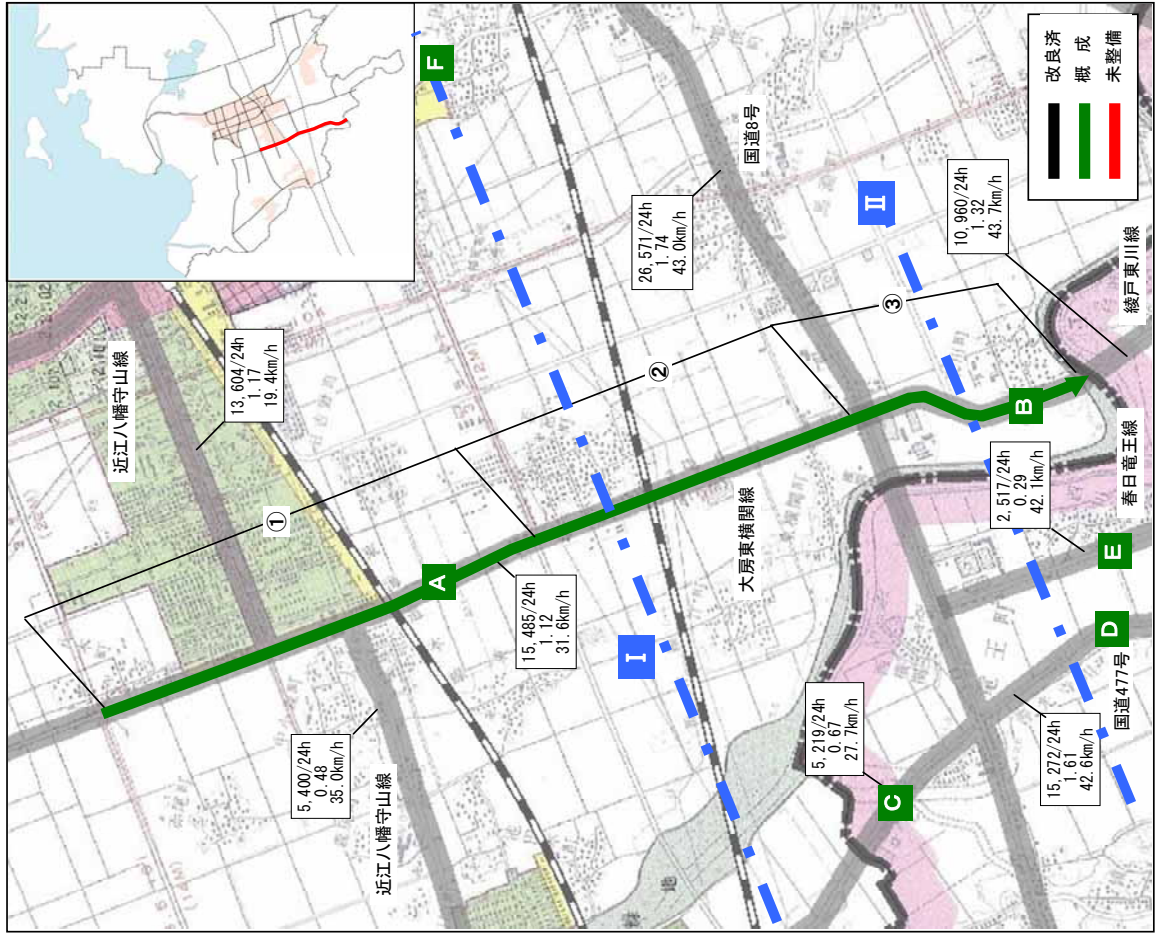 改良済
概 成
未整備
F
近江八幡守山線
13,604/24h
1.17
19.4km/h
①
国道8号
26,571/24h
1.74
43.0km/h
Ⅱ
10,960/24h
1.32
43.7km/h
綾戸東川線
③
②
A
B
大房東横関線
15,485/24h
1.12
31.6km/h
Ⅰ
5,400/24h
0.48
35.0km/h
近江八幡守山線
2,517/24h
0.29
42.1km/h
春日竜王線
E
D
国道477号
5,219/24h
0.67
27.7km/h
C
15,272/24h
1.61
42.6km/h